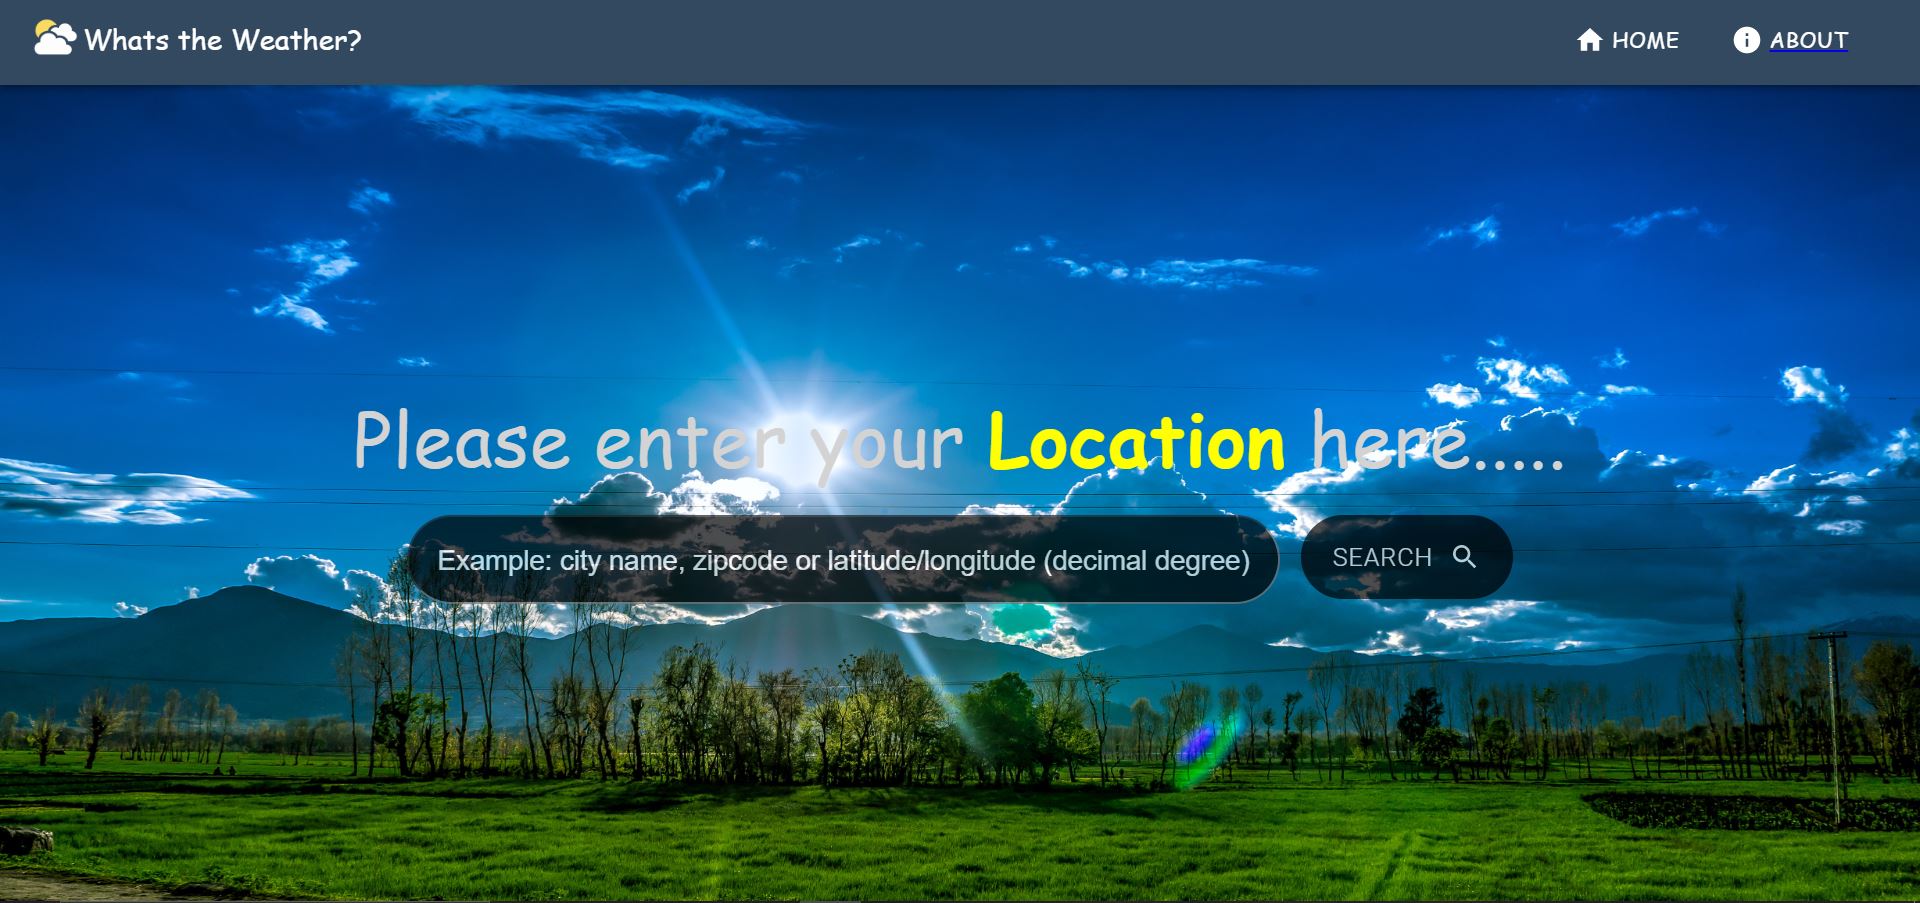 Whats the Weather?
HOME
ABOUT
Please enter your Location here.....
Example: city name, zipcode or latitude/longitude (decimal degree)
SEARCH